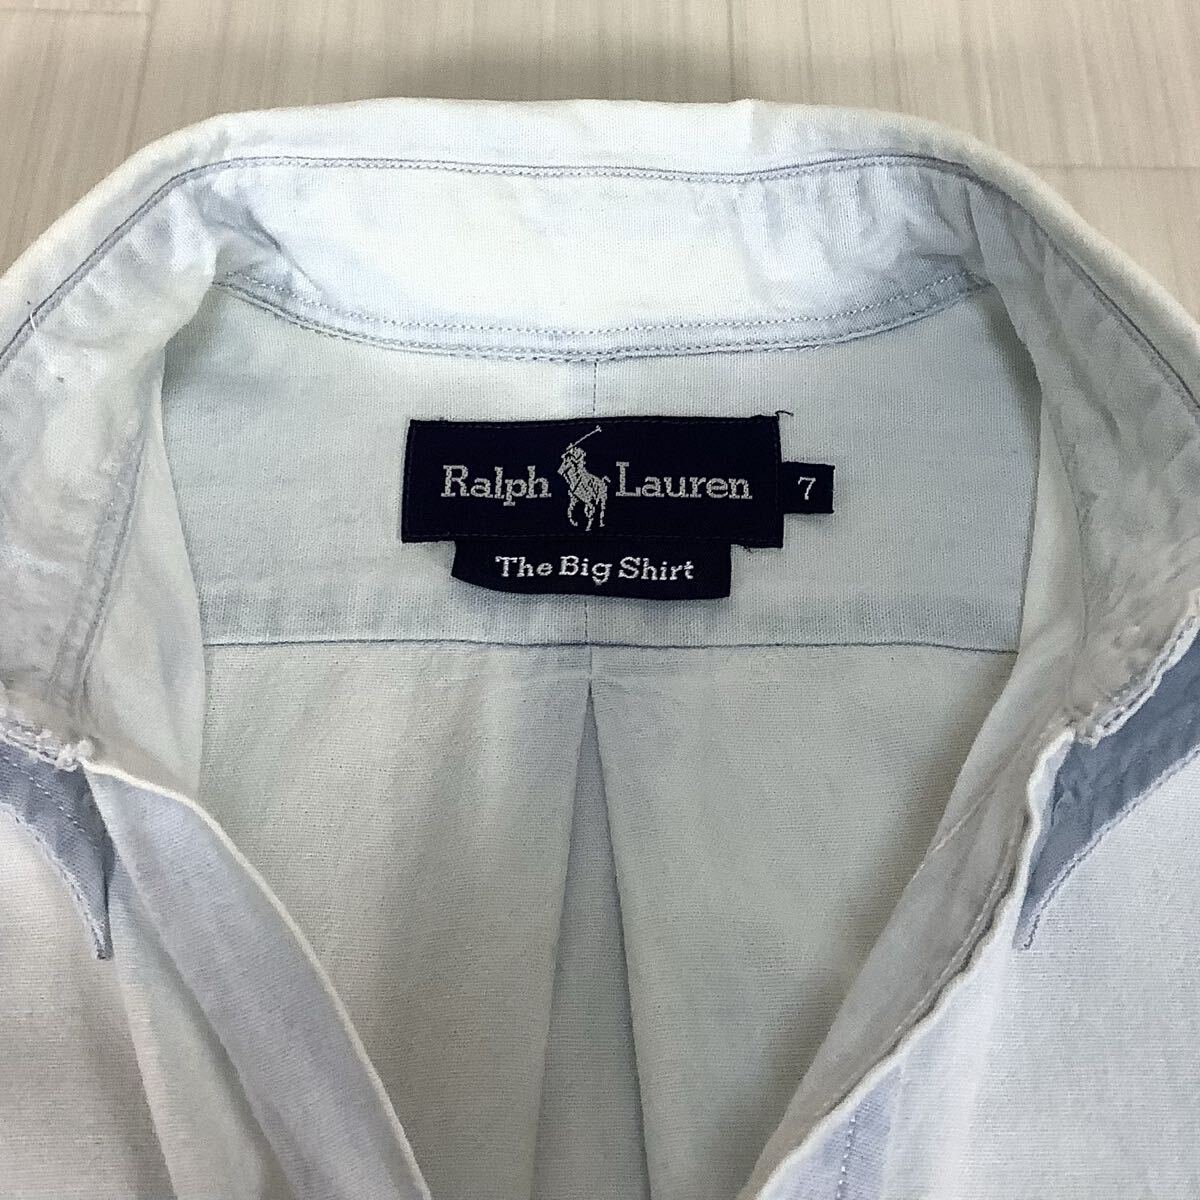 Ralph Lauren
7
The Big Shirt